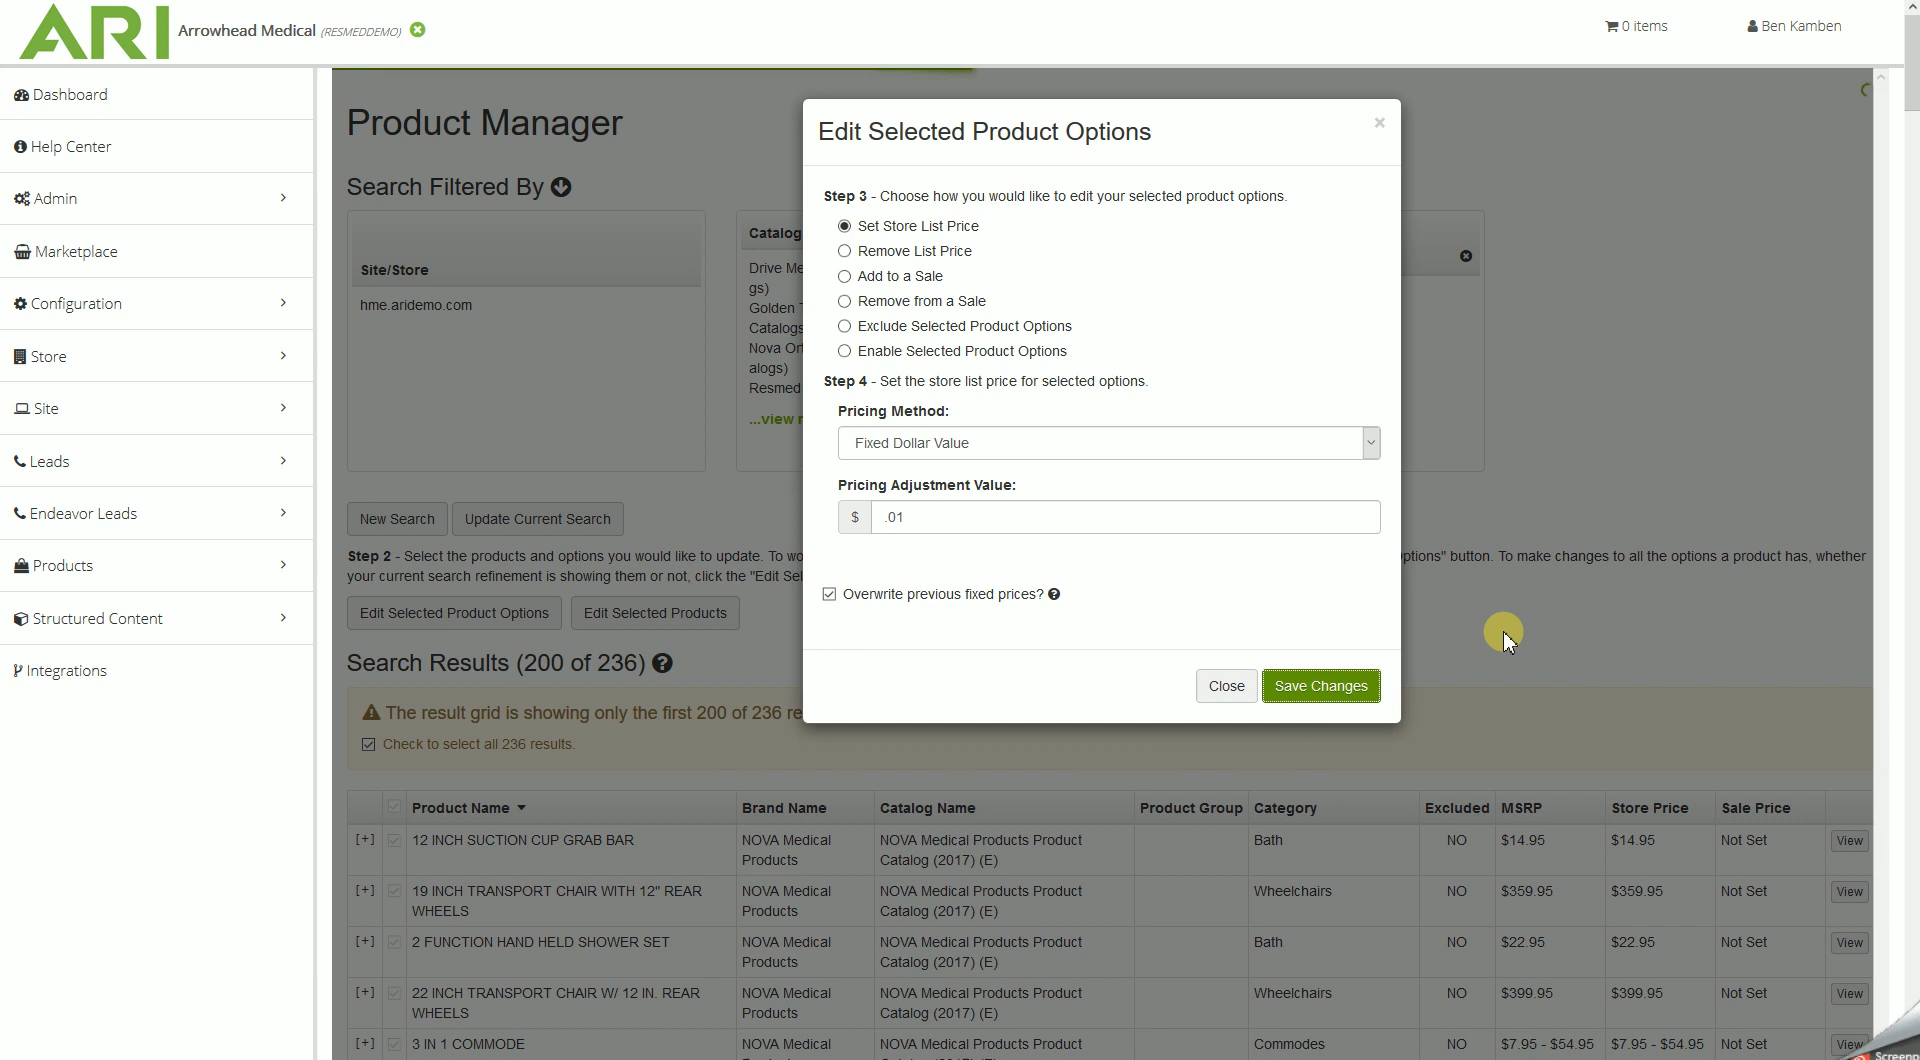 ARI
Arrowhead Medical (RESMEDDEMO)
0 items
Ben Kamben
Dashboard
Help Center
Admin
Marketplace
Configuration
Store
Site
Leads
Endeavor Leads
Products
Structured Content
Integrations
Product Manager
Search Filtered By
Site/Store
hme.aridemo.com
Catalog
Drive Me
gs)
Golden
Catalogs
Nova Ort
alogs)
Resmed
...view
New Search
Update Current Search
Step 2 - Select the products and options you would like to update. To wo
ptions" button. To make changes to all the options a product has, whether
your current search refinement is showing them or not, click the "Edit Sel
Edit Selected Product Options
Edit Selected Products
Search Results (200 of 236)
The result grid is showing only the first 200 of 236 re
Check to select all 236 results.
Edit Selected Product Options
×
Step 3 - Choose how you would like to edit your selected product options.
Set Store List Price
Remove List Price
Add to a Sale
Remove from a Sale
Exclude Selected Product Options
Enable Selected Product Options
Step 4 - Set the store list price for selected options.
Pricing Method:
Fixed Dollar Value
Pricing Adjustment Value:
$ .01
Overwrite previous fixed prices?
Close
Save Changes
Product Name Brand Name Catalog Name Product Group Category Excluded MSRP Store Price Sale Price
[+] 12 INCH SUCTION CUP GRAB BAR NOVA Medical NOVA Medical Products Product Bath NO $14.95 $14.95 Not Set View
Products Catalog (2017) (E)
[+] 19 INCH TRANSPORT CHAIR WITH 12" REAR NOVA Medical NOVA Medical Products Product Wheelchairs NO $359.95 $359.95 Not Set View
WHEELS Products Catalog (2017) (E)
[+] 2 FUNCTION HAND HELD SHOWER SET NOVA Medical NOVA Medical Products Product Bath NO $22.95 $22.95 Not Set View
Products Catalog (2017) (E)
[+] 22 INCH TRANSPORT CHAIR W/ 12 IN. REAR NOVA Medical NOVA Medical Products Product Wheelchairs NO $399.95 $399.95 Not Set View
WHEELS Products Catalog (2017) (E)
[+] 3 IN 1 COMMODE NOVA Medical NOVA Medical Products Product Commodes NO $7.95 - $54.95 $7.95 - $54.95 Not Set View